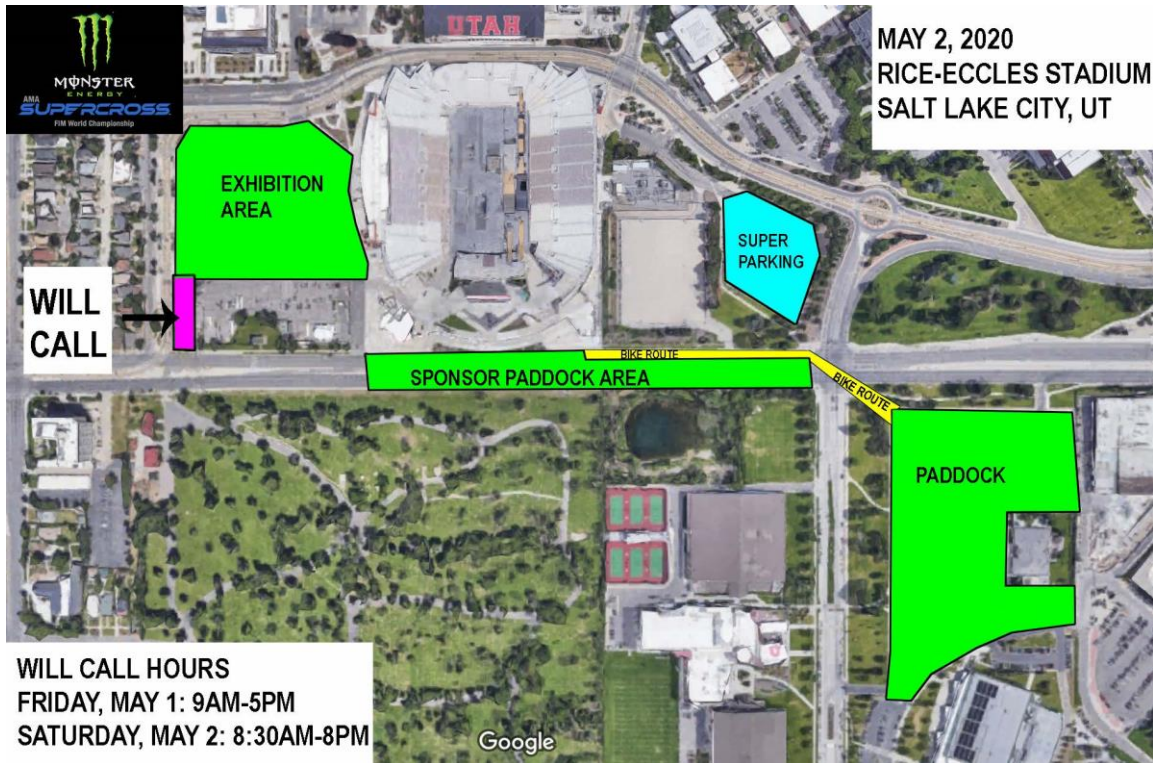 UTAH
MONSTER
ENERGY
AMA
SUPERCROSS
FIM World Championship
MAY 2, 2020
RICE-ECCLES STADIUM
SALT LAKE CITY, UT
EXHIBITION
AREA
SUPER
PARKING
WILL
CALL
BIKE ROUTE
SPONSOR PADDOCK AREA
BIKE ROUTE
PADDOCK
WILL CALL HOURS
FRIDAY, MAY 1: 9AM-5PM
SATURDAY, MAY 2: 8:30AM-8PM
Google